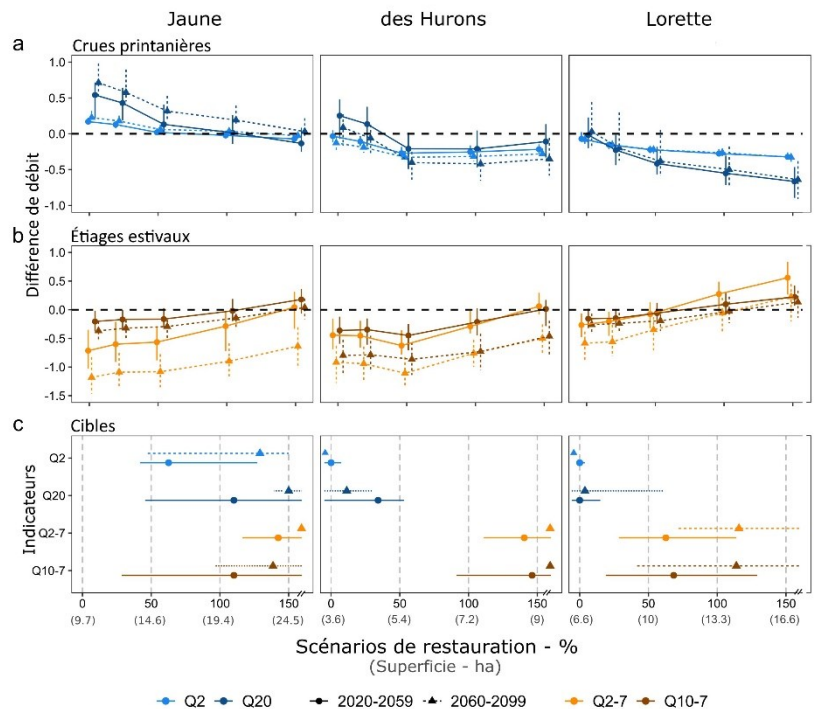 Jaune des Hurons Lorette
a Crues printanières
1.0
0.5
0.0
-0.5
-1.0
Différence de débit
b Étiages estivaux
1.0
0.5
0.0
-0.5
-1.0
-1.5
c Cibles
Indicateurs
Q2
Q20
Q2-7
Q10-7
0 50 100 150 // 0 50 100 150 // 0 50 100 150 //
(9.7) (14.6) (19.4) (24.5) (3.6) (5.4) (7.2) (9) (6.6) (10) (13.3) (16.6)
Scénarios de restauration - %
(Superficie - ha)
Q2 Q20 2020-2059 2060-2099 Q2-7 Q10-7